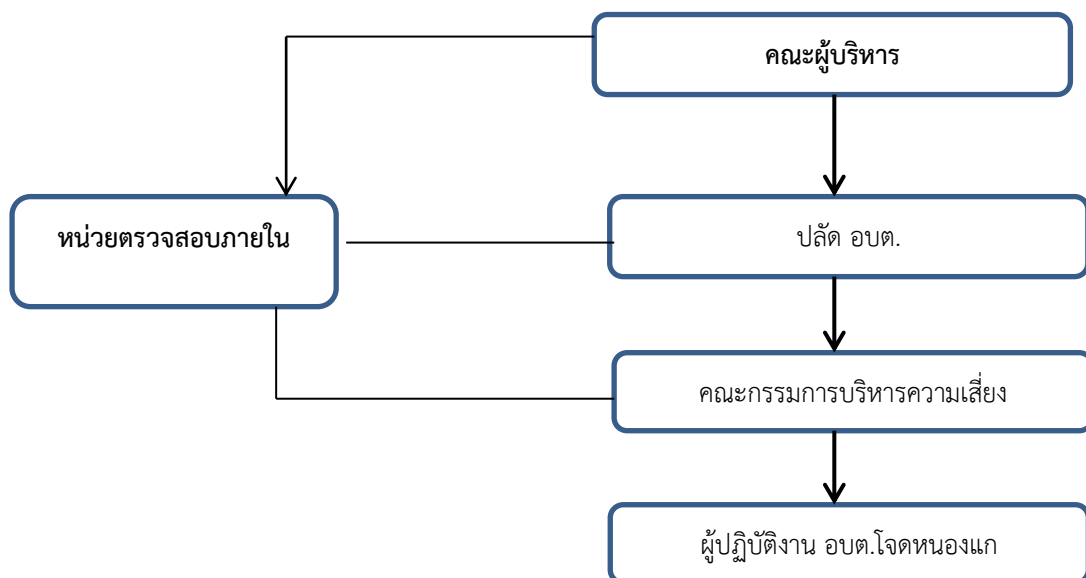 คณะผู้บริหาร
หน่วยตรวจสอบภายใน
ปลัด อบต.
คณะกรรมการบริหารความเสี่ยง
ผู้ปฏิบัติงาน อบต.โจดหนองแก